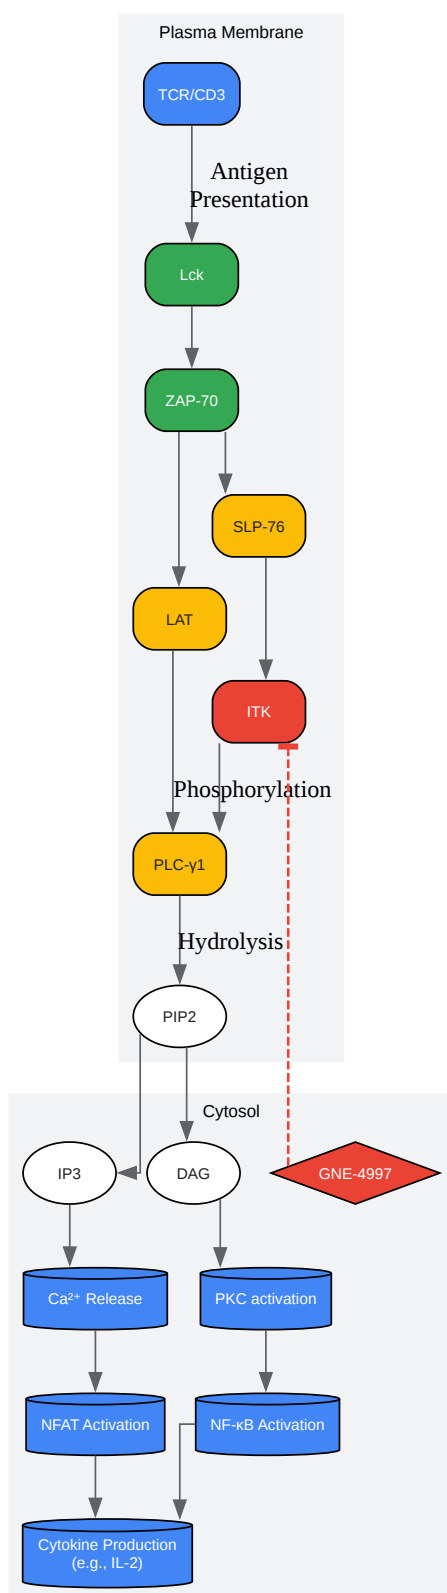 Plasma Membrane
TCR/CD3
Antigen
Presentation
Lck
ZAP-70
SLP-76
LAT
ITK
Phosphorylation
PLC-γ1
Hydrolysis
PIP2
Cytosol
IP3
DAG
GNE-4997
Ca²⁺ Release
PKC activation
NFAT Activation
NF-κB Activation
Cytokine Production
(e.g., IL-2)